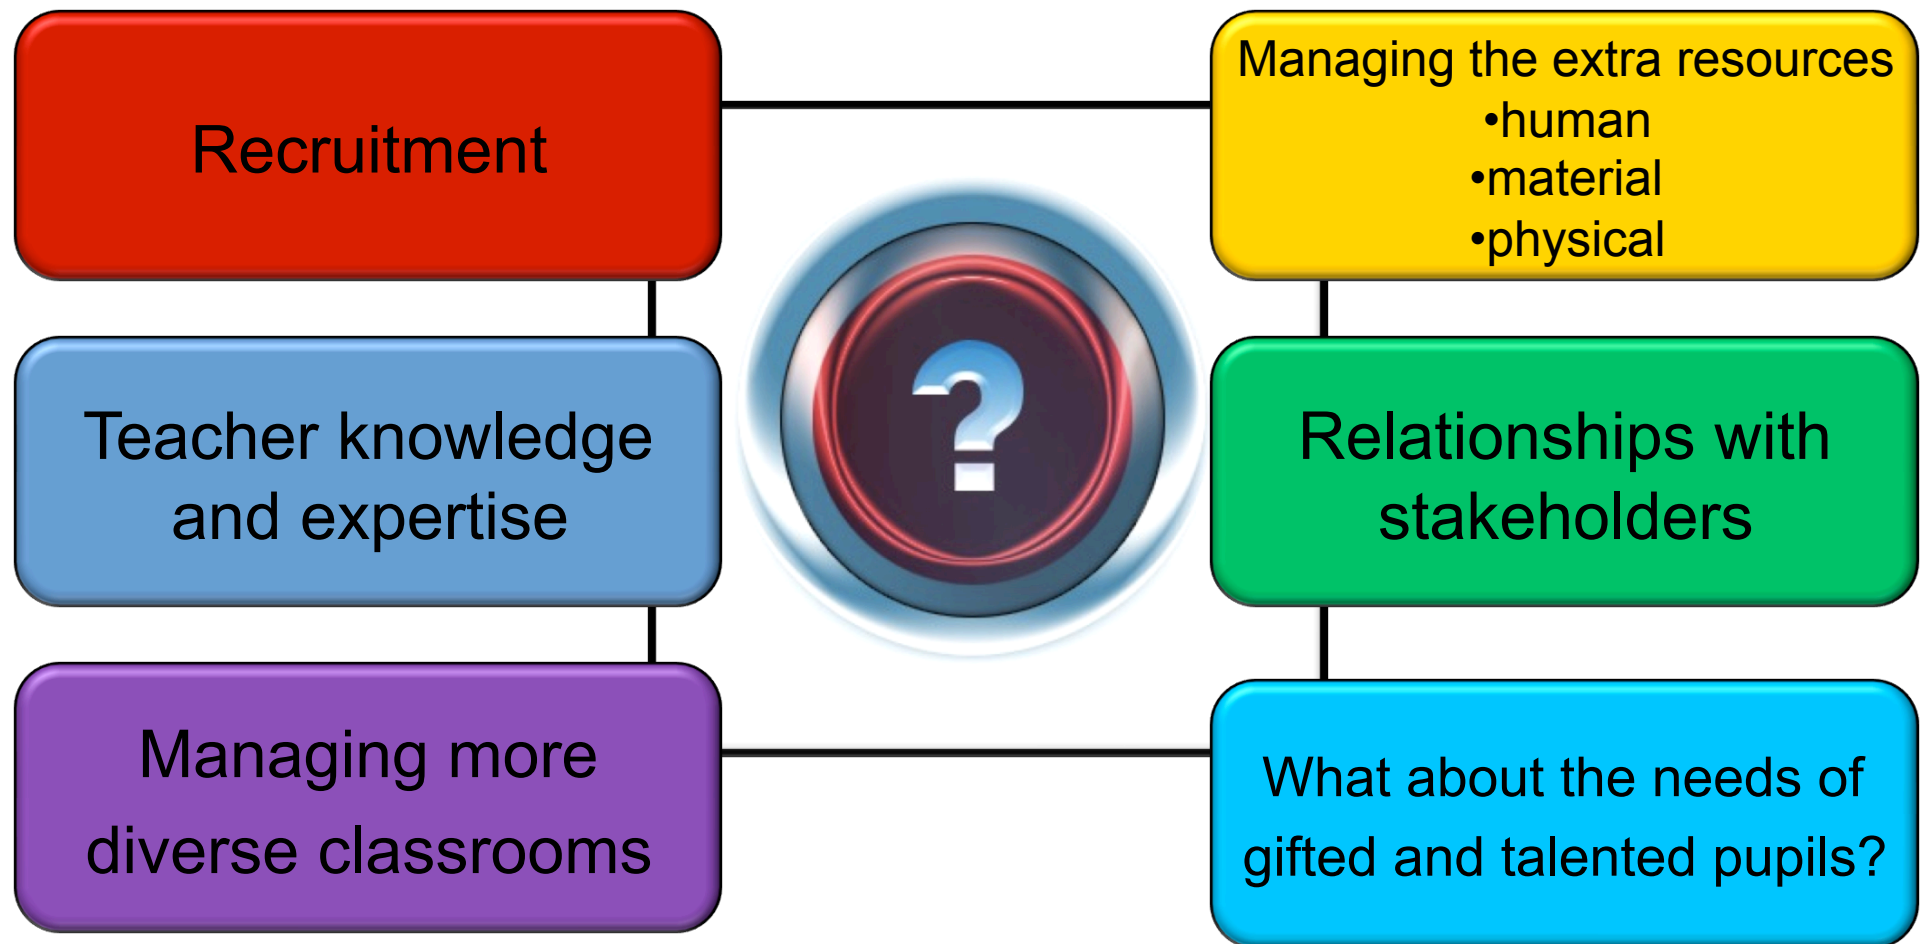 Recruitment
Teacher knowledge
and expertise
Managing more
diverse classrooms
?
Managing the extra resources
•human
•material
•physical
Relationships with
stakeholders
What about the needs of
gifted and talented pupils?